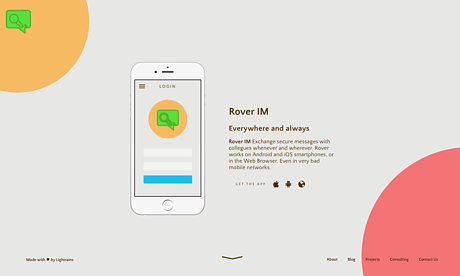 LOGIN
Rover IM
Everywhere and always
Rover IM Exchange secure messages with
collegues whenever and wherever. Rover
works on Android and iOS smartphones, or
in the Web Browser. Even in very bad
mobile networks.
GET THE APP
Made with ♥ by Lightrains
About Blog Projects Consulting Contact Us